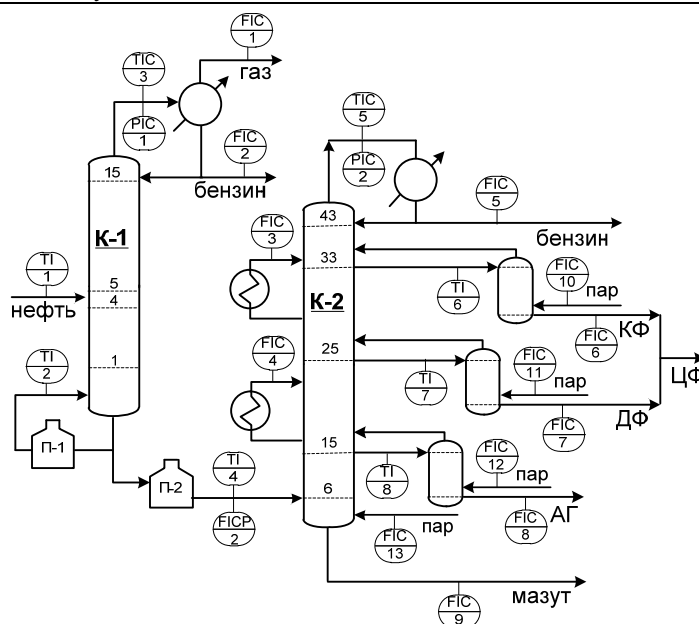 FIC
1
газ
TIC
3
PIC
1
FIC
2
бензин
15
К-1
TI
1
нефть
5
4
TI
2
1
П-1
П-2
TI
4
FICP
2
TIC
5
PIC
2
FIC
5
бензин
43
FIC
3
33
К-2
TI
6
FIC
10
пар
КФ
FIC
6
FIC
4
25
TI
7
FIC
11
пар
ЦФ
ДФ
FIC
7
15
TI
8
FIC
12
пар
6
АГ
FIC
8
пар
FIC
13
мазут
FIC
9